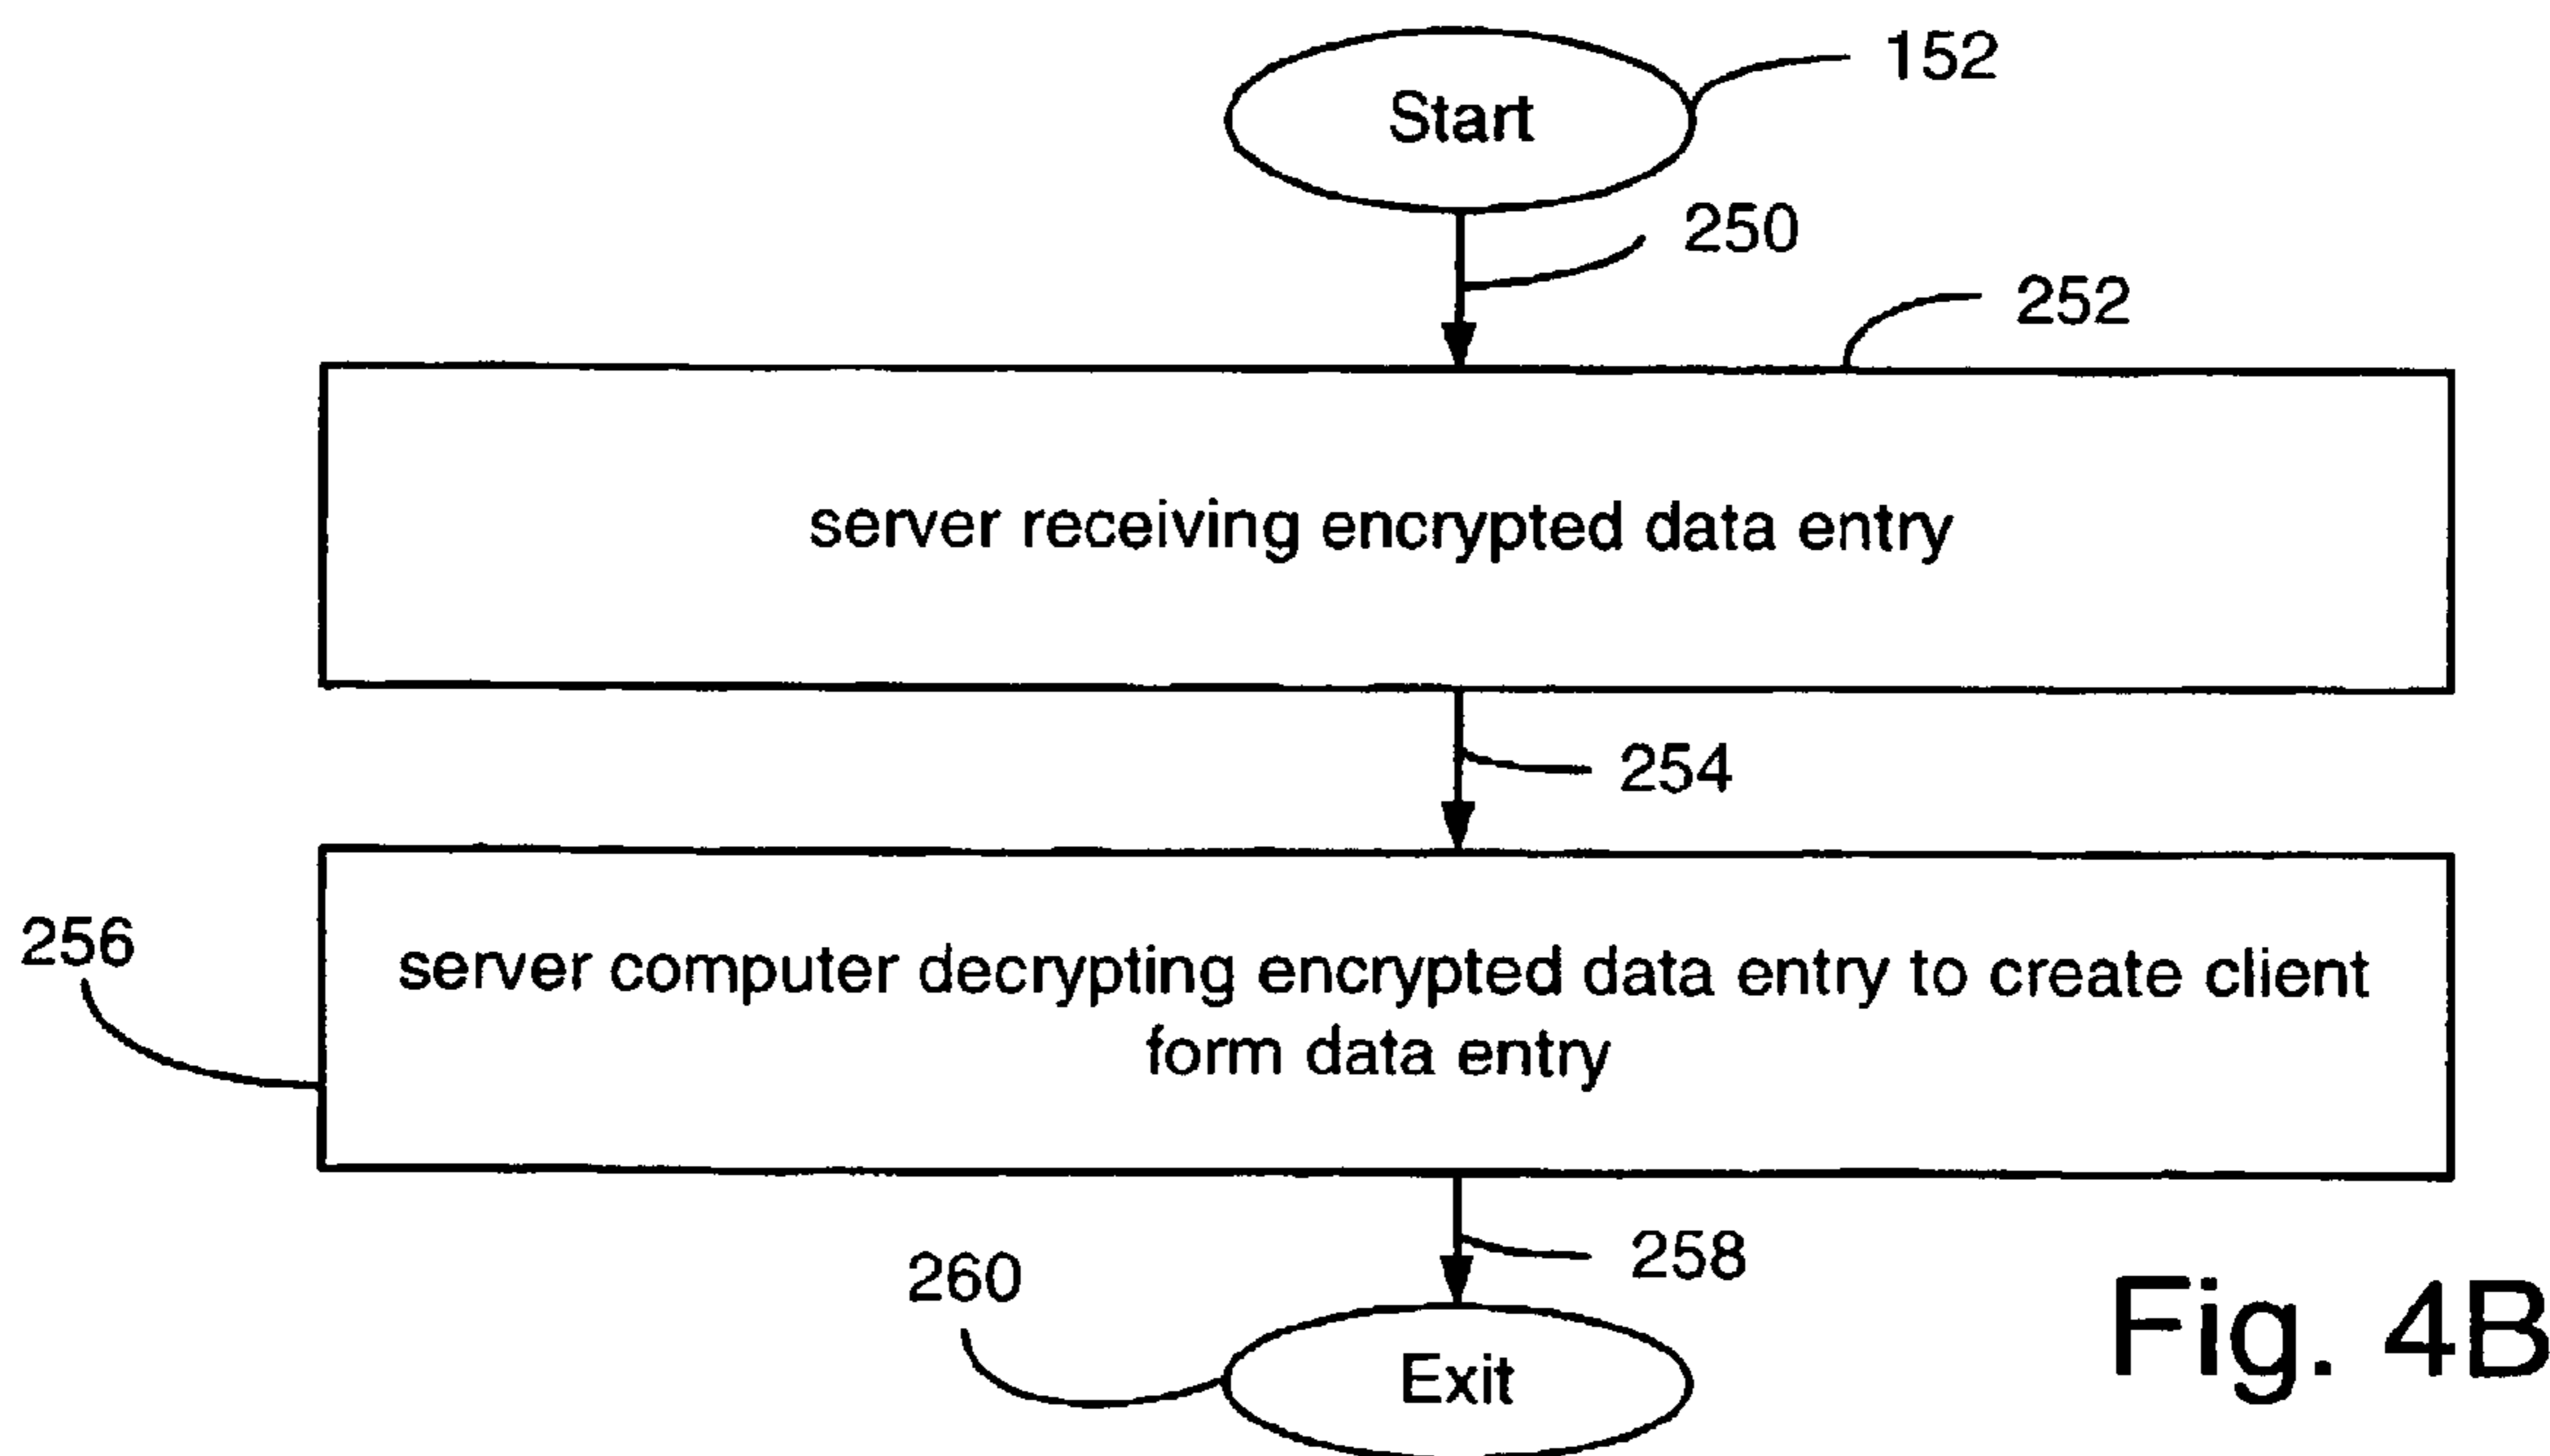 Start
152
250
252
server receiving encrypted data entry
254
256
server computer decrypting encrypted data entry to create client
form data entry
258
260
Exit
Fig. 4B